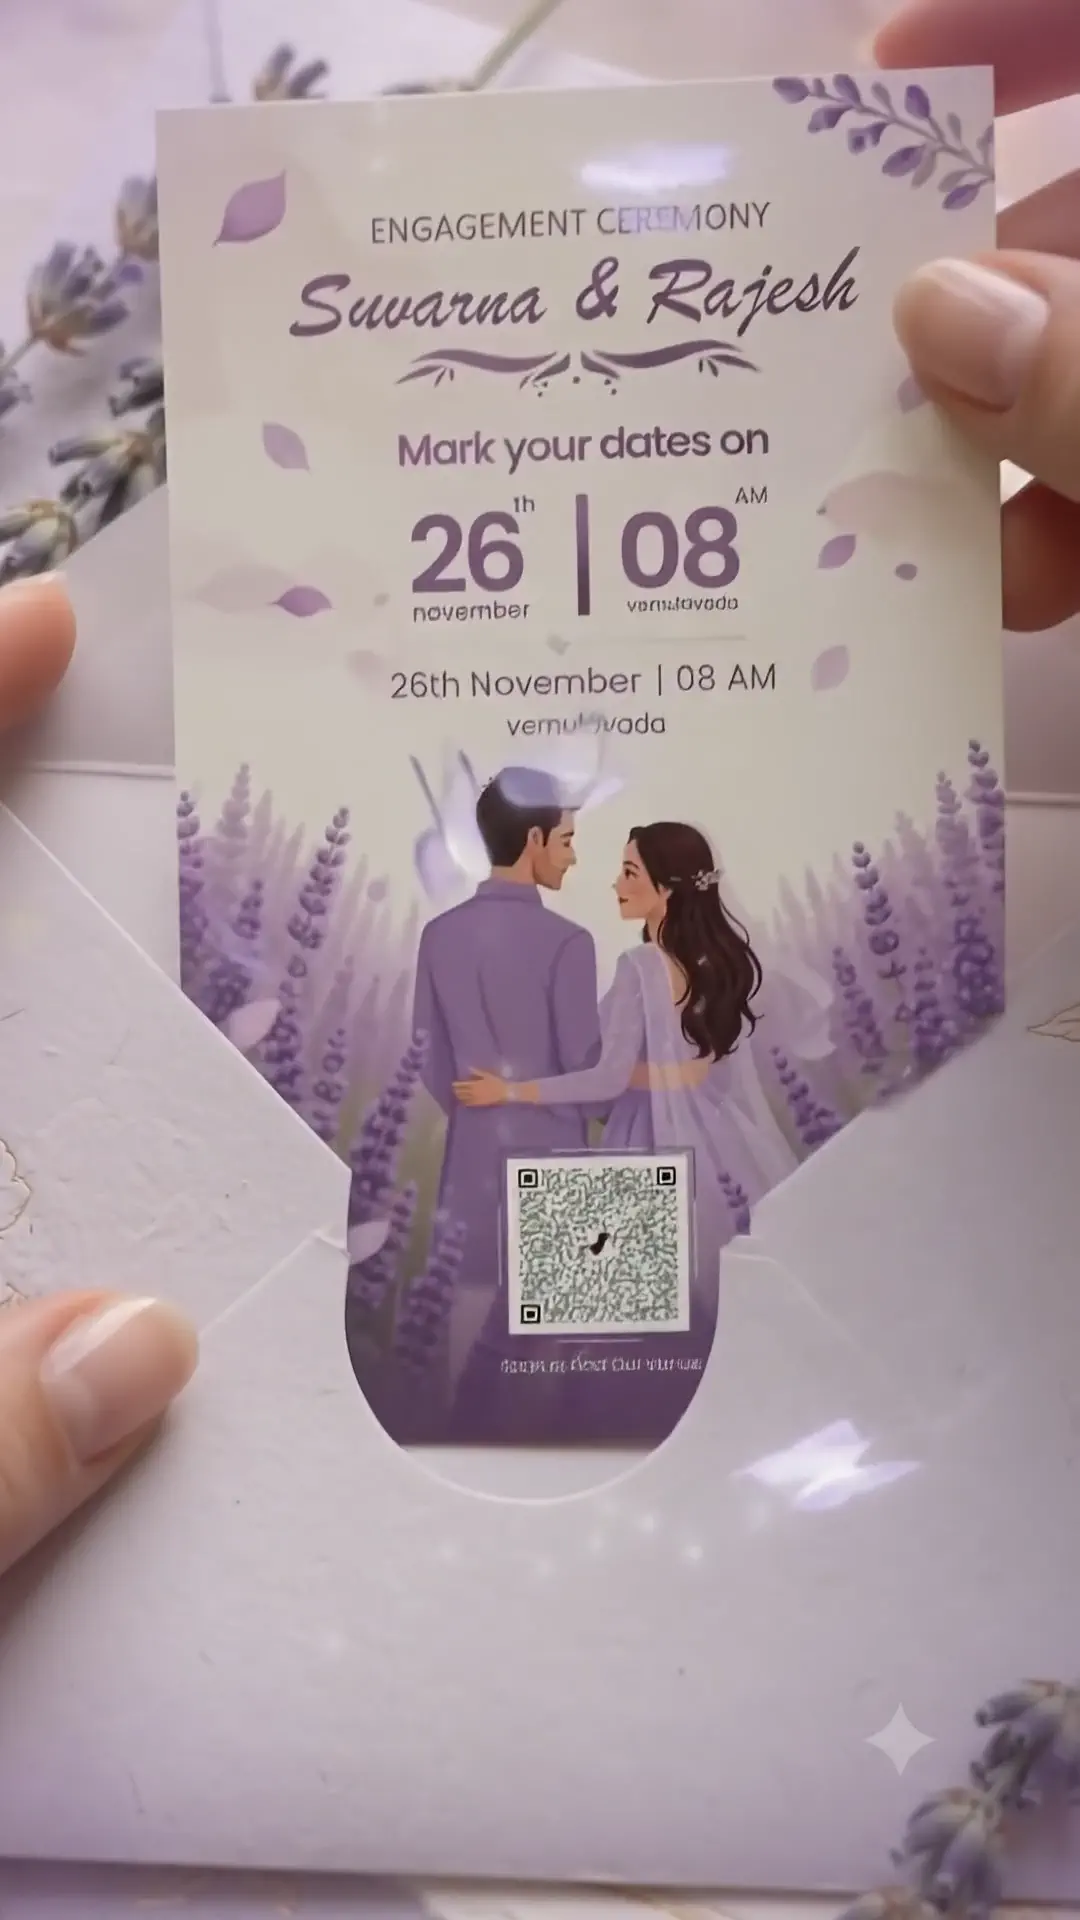 ENGAGEMENT CEREMONY
Suvarna & Rajesh
Mark your dates on
26th | 08 AM
november
26th November | 08 AM